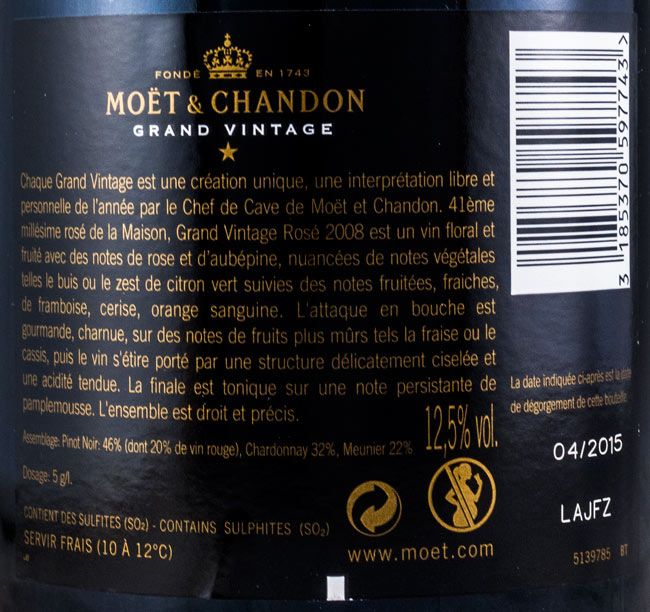 FONDÉ EN 1743
MOËT & CHANDON
GRAND VINTAGE
Chaque Grand Vintage est une création unique, une interprétation libre et
personnelle de l'année par le Chef de Cave de Moët et Chandon. 41ème
millésime rosé de la Maison, Grand Vintage Rosé 2008 est un vin floral et
fruité avec des notes de rose et d'aubépine, nuancées de notes végétales
telles le buis ou le zest de citron vert suivies des notes fruitées, fraiches,
de framboise, cerise, orange sanguine. L'attaque en bouche est
gourmande, charnue, sur des notes de fruits plus mûrs tels la fraise ou le
cassis, puis le vin s'étire porté par une structure délicatement ciselée et
une acidité tendue. La finale est tonique sur une note persistante de
pamplemousse. L'ensemble est droit et précis.
Assemblage: Pinot Noir: 46% (dont 20% de vin rouge), Chardonnay 32%, Meunier 22%
12,5% vol.
Dosage: 5 g/l.
CONTIENT DES SULFITES (SO₂) - CONTAINS SULPHITES (SO₂)
SERVIR FRAIS (10 À 12°C)
www.moet.com
3 185370 597743 >
La date indiquée ci-après est la
de dégorgement de cette bouteille
04/2015
LAJFZ
5139785 BT